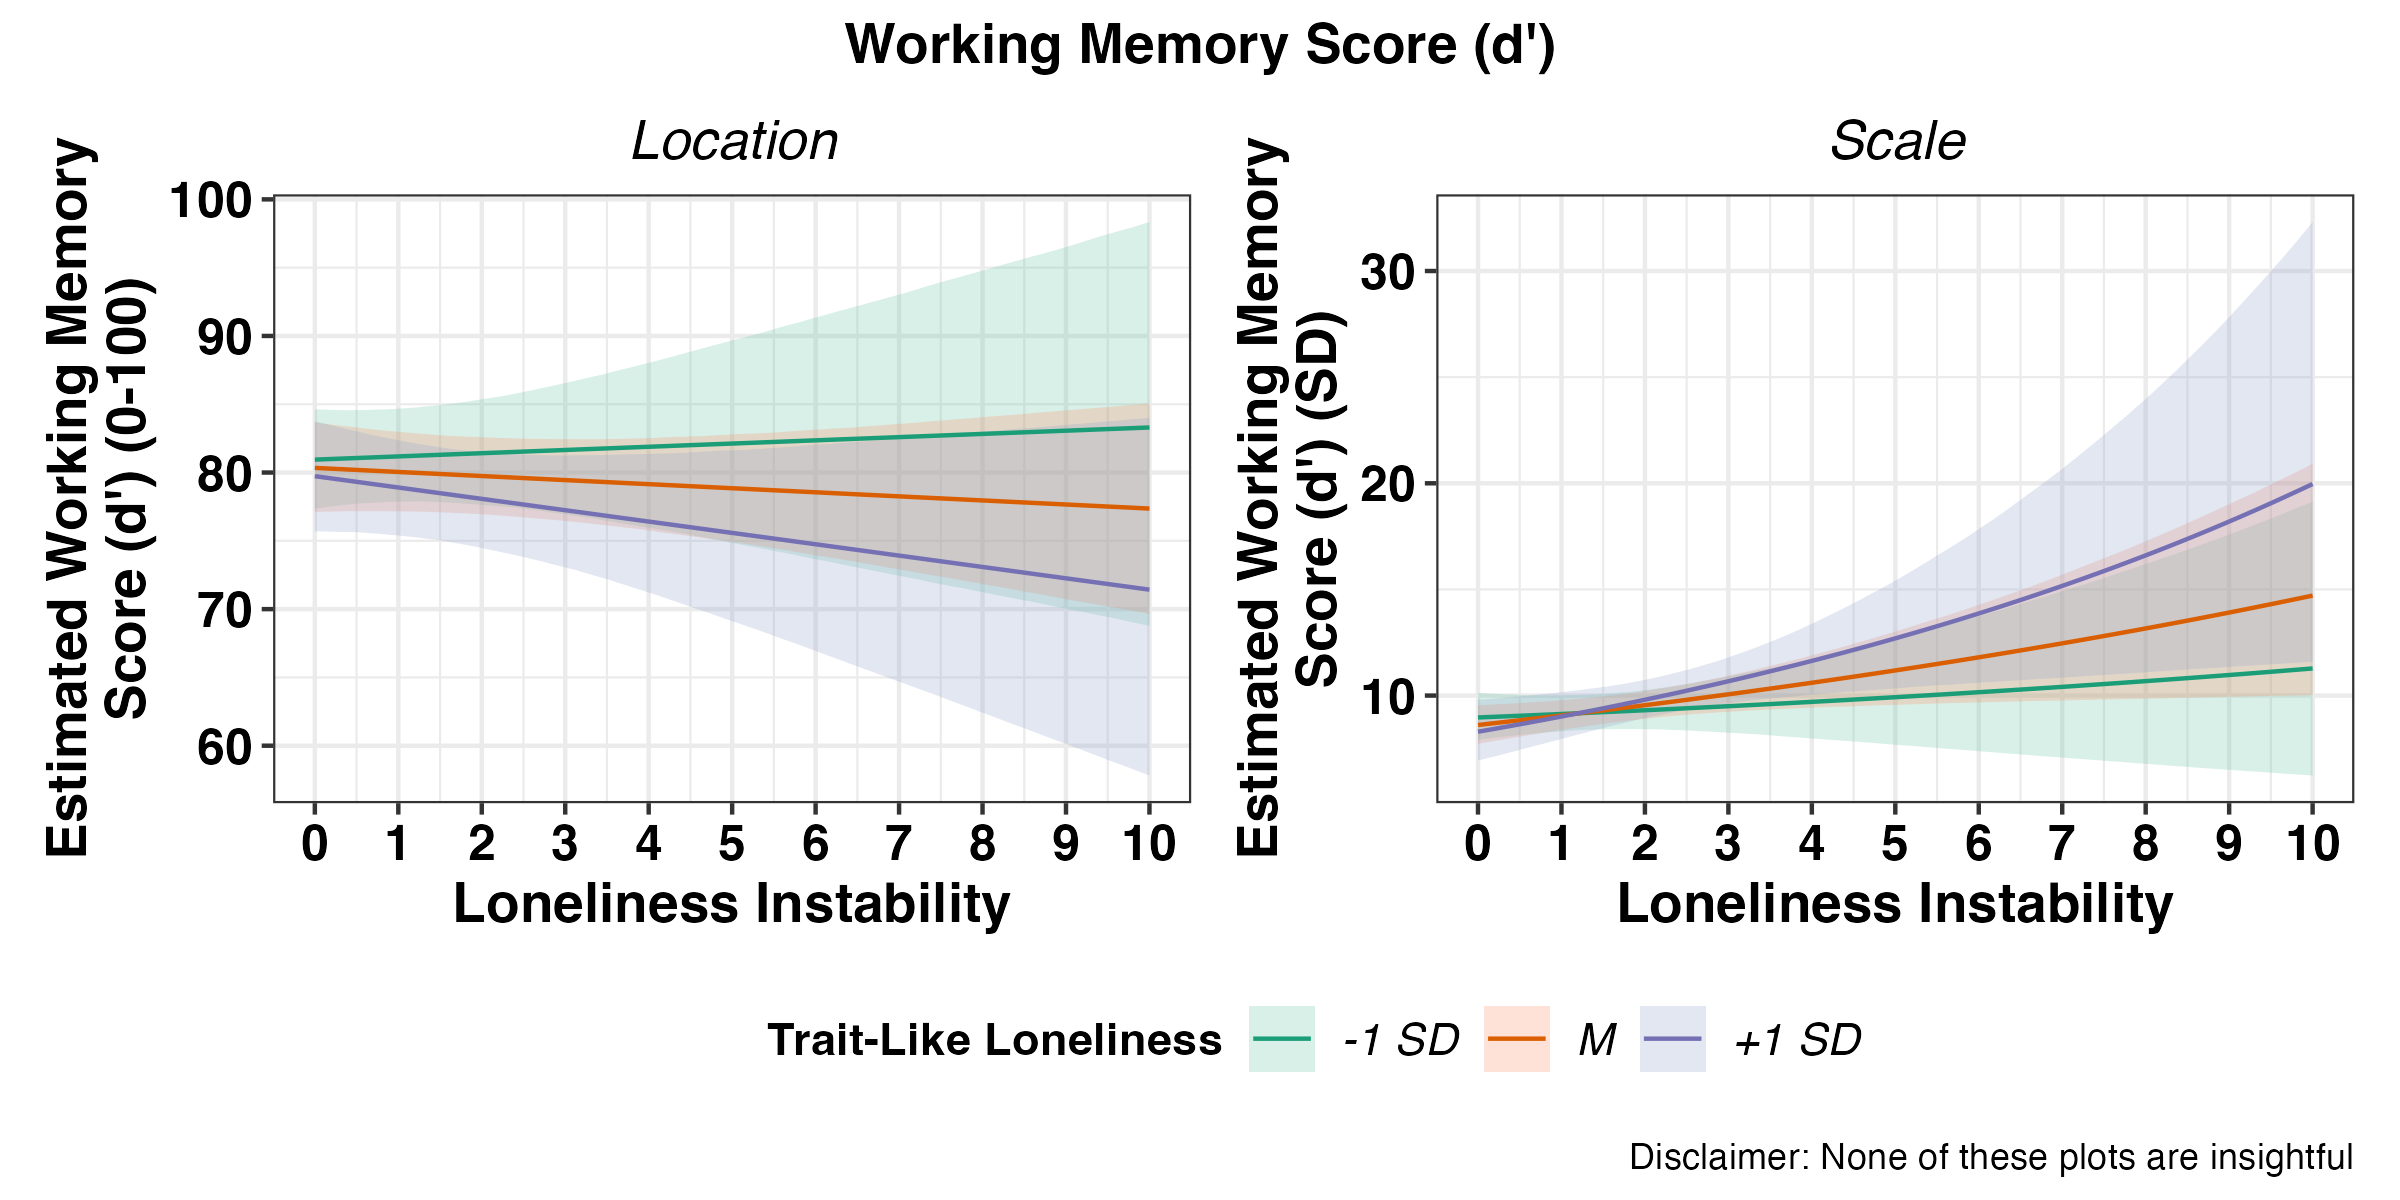 Working Memory Score (d')
Location
Estimated Working Memory
Score (d') (0-100)
100
90
80
70
60
0 1 2 3 4 5 6 7 8 9 10
Loneliness Instability
Scale
Estimated Working Memory
Score (d') (SD)
30
20
10
0 1 2 3 4 5 6 7 8 9 10
Loneliness Instability
Trait-Like Loneliness -1 SD M +1 SD
Disclaimer: None of these plots are insightful